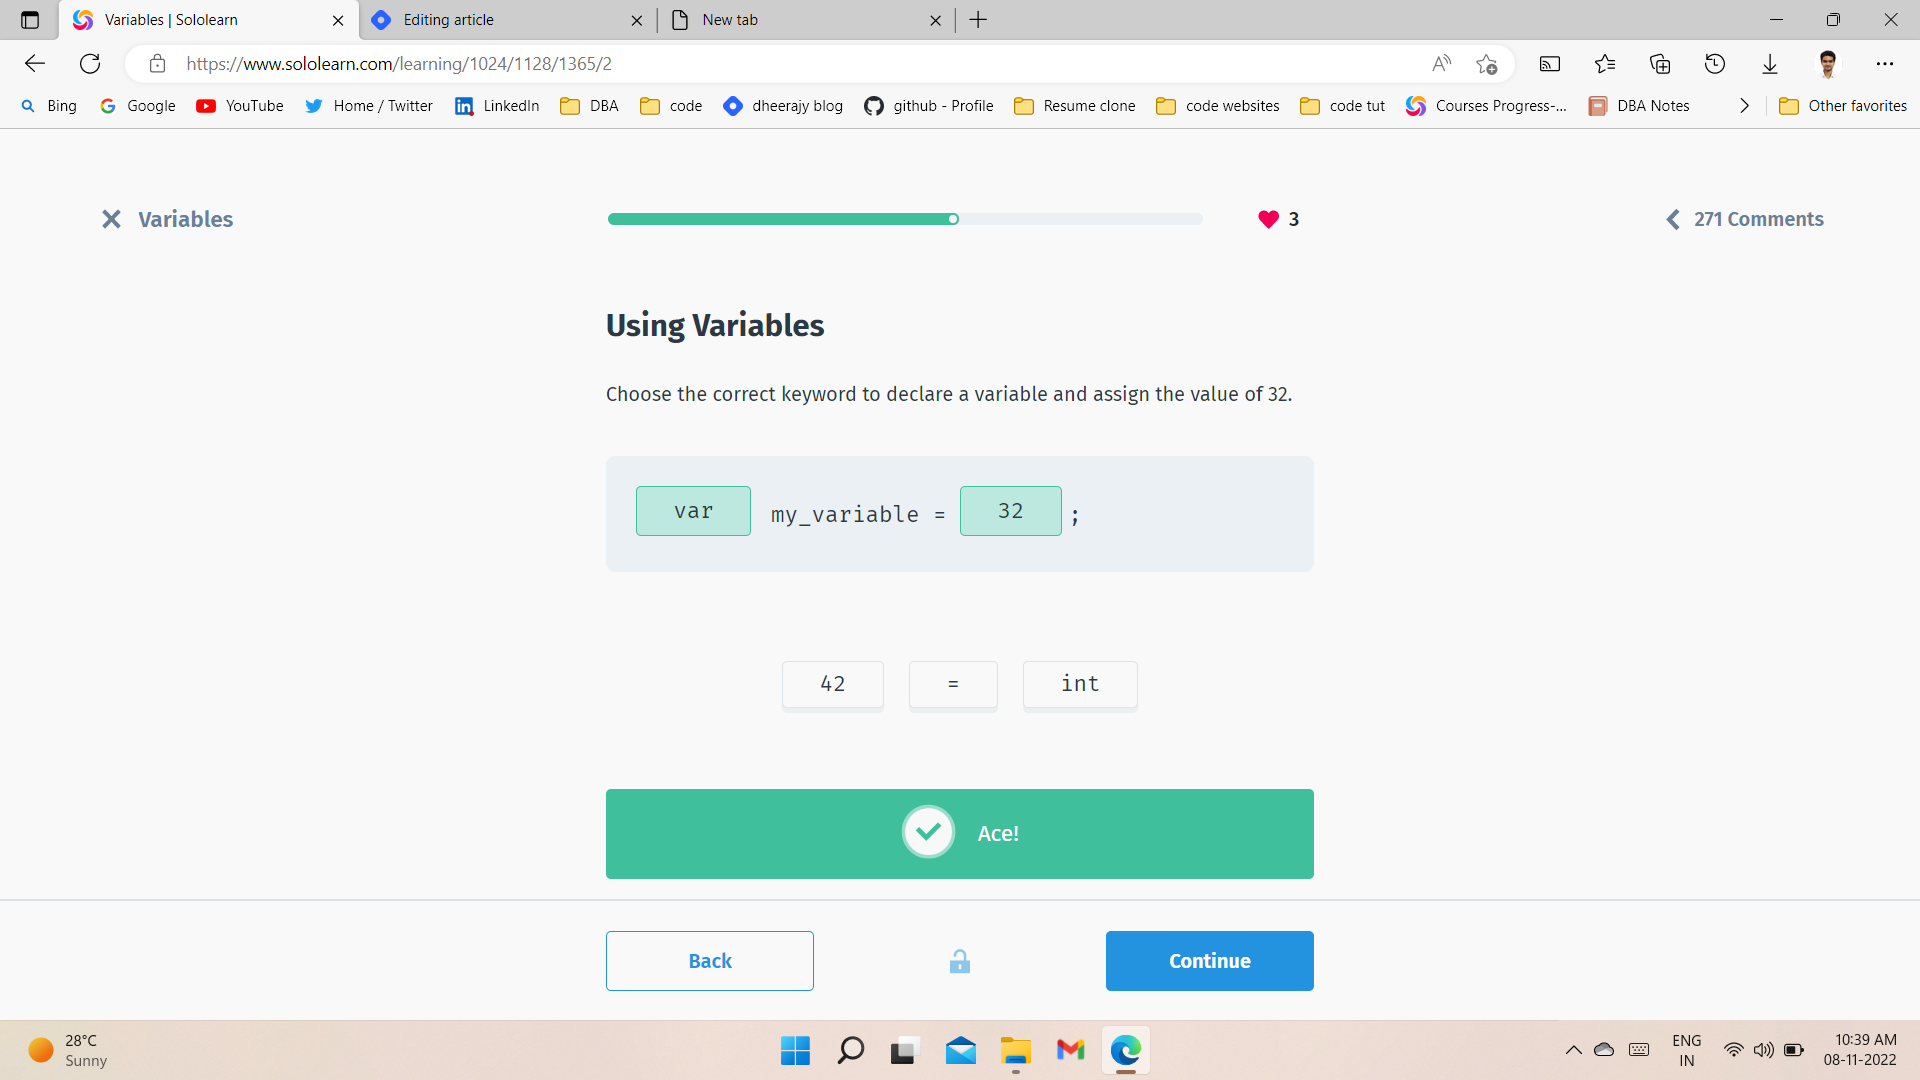 Variables | Sololearn
Editing article
New tab
https://www.sololearn.com/learning/1024/1128/1365/2
Bing
Google
YouTube
Home / Twitter
LinkedIn
DBA
code
dheerajy blog
github - Profile
Resume clone
code websites
code tut
Courses Progress-...
DBA Notes
Other favorites
Variables
3
271 Comments
Using Variables
Choose the correct keyword to declare a variable and assign the value of 32.
var my_variable = 32 ;
42 = int
Ace!
Back
Continue
28°C
Sunny
ENG
IN
10:39 AM
08-11-2022